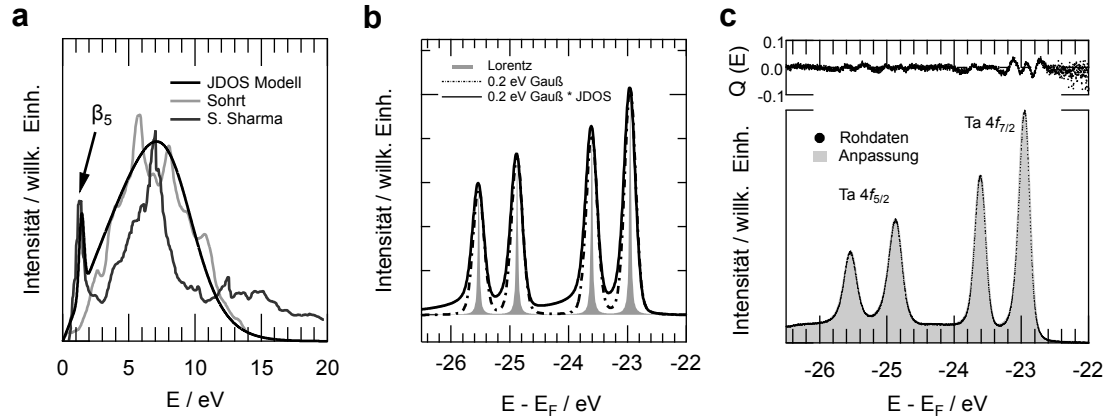 a
Intensität / willk. Einh.
β5
JDOS Modell
Sohrt
S. Sharma
0 5 10 15 20
E / eV
b
Intensität / willk. Einh.
Lorentz
0.2 eV Gauß
0.2 eV Gauß * JDOS
-26 -25 -24 -23 -22
E - EF / eV
c
Q (E)
0.1
0.0
-0.1
Intensität / willk. Einh.
Ta 4f7/2
Rohdaten
Anpassung
Ta 4f5/2
-26 -25 -24 -23 -22
E - EF / eV